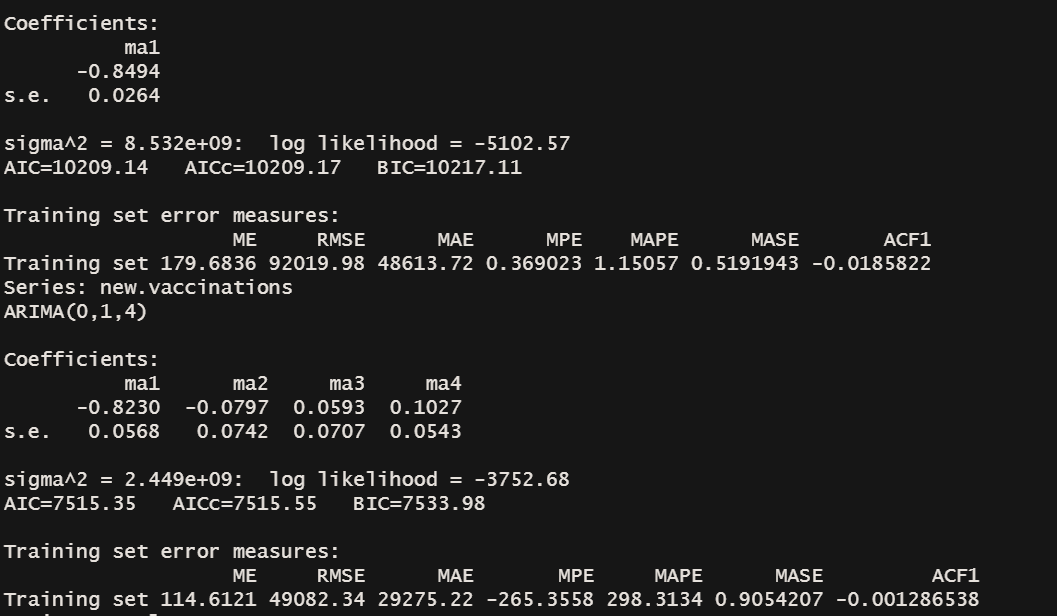 Coefficients:
ma1
-0.8494
s.e. 0.0264
sigma^2 = 8.532e+09: log likelihood = -5102.57
AIC=10209.14 AICc=10209.17 BIC=10217.11
Training set error measures:
ME RMSE MAE MPE MAPE MASE ACF1
Training set 179.6836 92019.98 48613.72 0.369023 1.15057 0.5191943 -0.0185822
Series: new.vaccinations
ARIMA(0,1,4)
Coefficients:
ma1 ma2 ma3 ma4
-0.8230 -0.0797 0.0593 0.1027
s.e. 0.0568 0.0742 0.0707 0.0543
sigma^2 = 2.449e+09: log likelihood = -3752.68
AIC=7515.35 AICc=7515.55 BIC=7533.98
Training set error measures:
ME RMSE MAE MPE MAPE MASE ACF1
Training set 114.6121 49082.34 29275.22 -265.3558 298.3134 0.9054207 -0.001286538